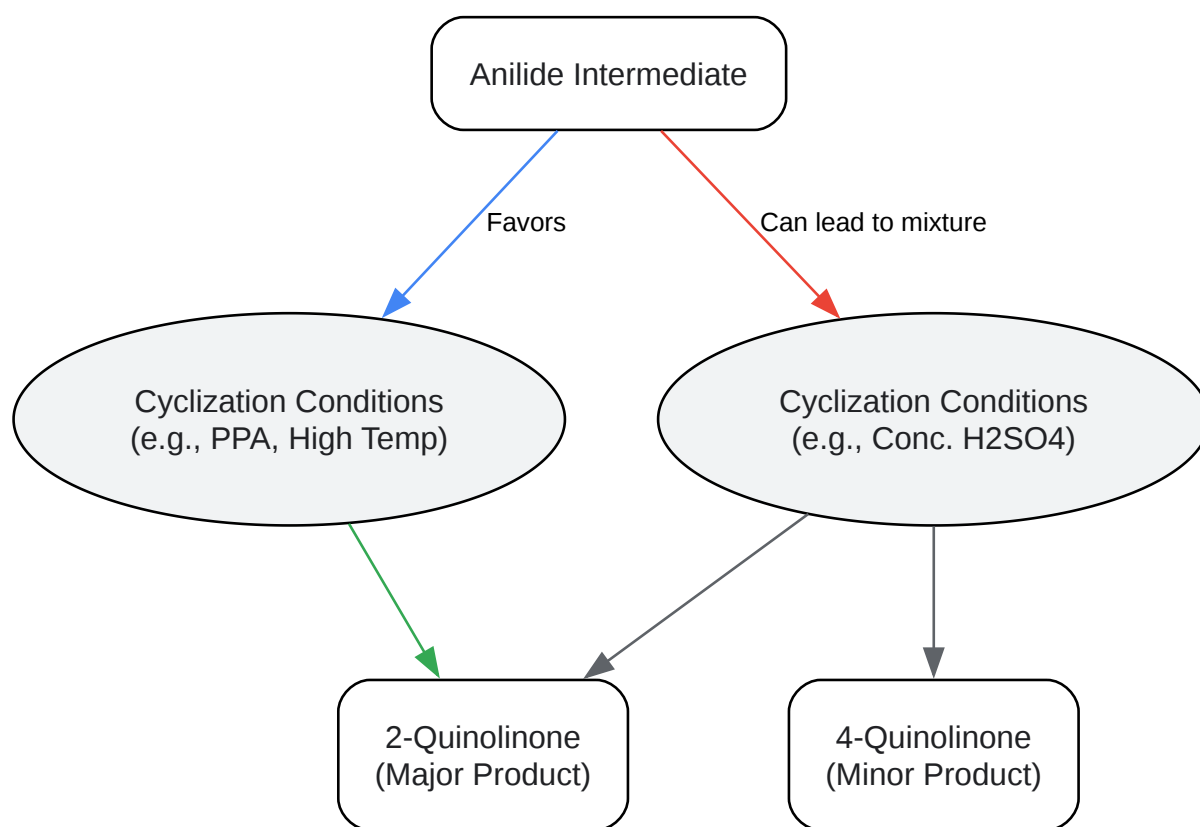 Anilide Intermediate
Favors
Can lead to mixture
Cyclization Conditions
(e.g., PPA, High Temp)
Cyclization Conditions
(e.g., Conc. H2SO4)
2-Quinolinone
(Major Product)
4-Quinolinone
(Minor Product)